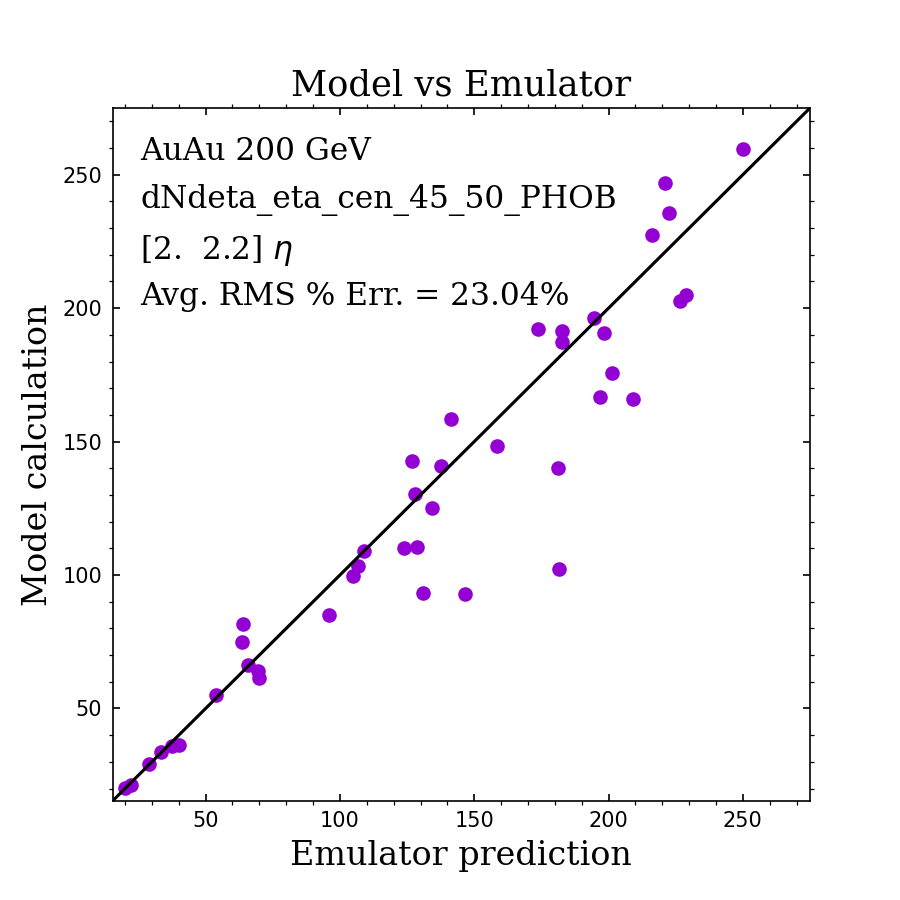 Model vs Emulator
AuAu 200 GeV
dNdeta_eta_cen_45_50_PHOB
[2.  2.2] η
Avg. RMS % Err. = 23.04%
250
200
150
100
50
Model calculation
50 100 150 200 250
Emulator prediction